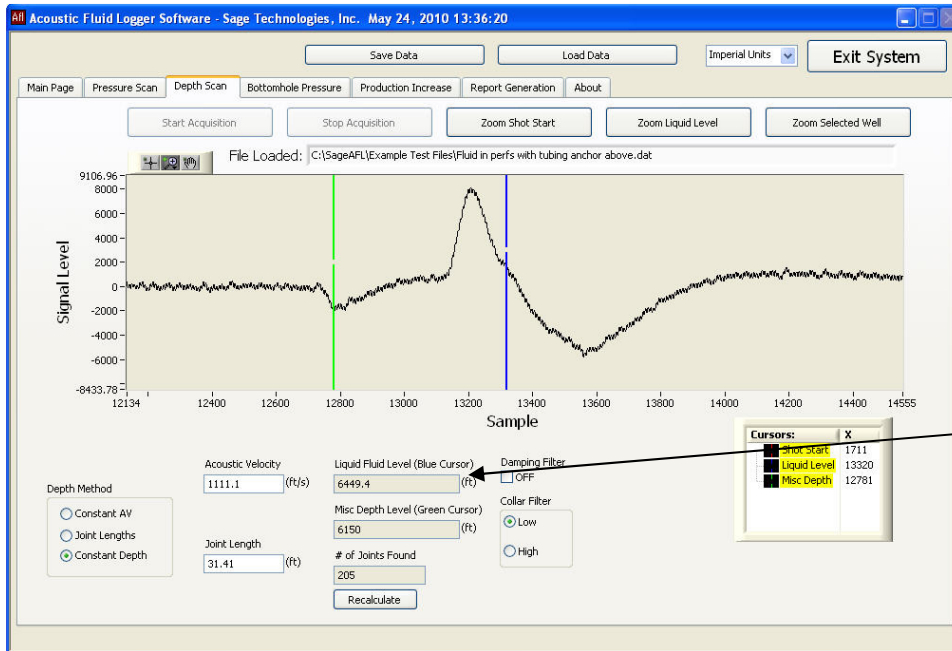 Afl Acoustic Fluid Logger Software - Sage Technologies, Inc. May 24, 2010 13:36:20
Save Data Load Data Imperial Units Exit System
Main Page Pressure Scan Depth Scan Bottomhole Pressure Production Increase Report Generation About
Start Acquisition Stop Acquisition Zoom Shot Start Zoom Liquid Level Zoom Selected Well
File Loaded: C:\SageAFL\Example Test Files\Fluid in perfs with tubing anchor above.dat
Signal Level
9106.96
8000
6000
4000
2000
0
-2000
-4000
-6000
-8433.78
12134 12400 12600 12800 13000 13200 13400 13600 13800 14000 14200 14400 14555
Sample
Cursors: X
Shot Start 1711
Liquid Level 13320
Misc Depth 12781
Depth Method
Constant AV
Joint Lengths
Constant Depth
Acoustic Velocity
1111.1 (ft/s)
Joint Length
31.41 (ft)
Liquid Fluid Level (Blue Cursor)
6449.4 (ft)
Misc Depth Level (Green Cursor)
6150 (ft)
# of Joints Found
205
Recalculate
Damping Filter
OFF
Collar Filter
Low
High